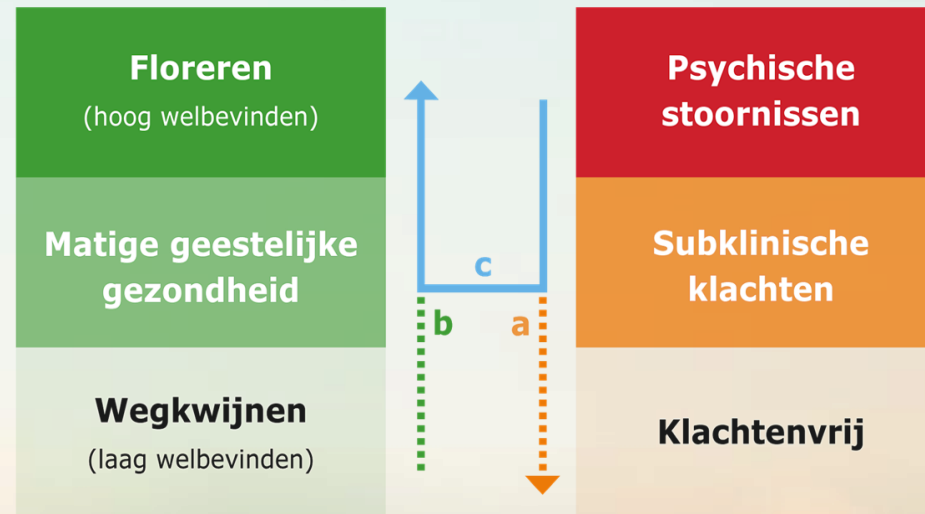 Floreren
(hoog welbevinden)
Matige geestelijke
gezondheid
Wegkwijnen
(laag welbevinden)
c
b
a
Psychische
stoornissen
Subklinische
klachten
Klachtenvrij